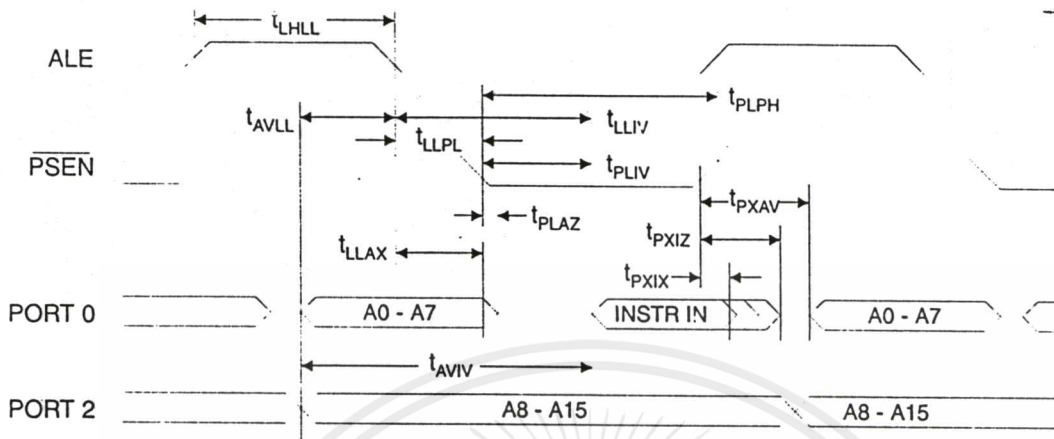 tLHLL
ALE
tPLPH
tAVLL
tLLIV
tLLPL
PSEN
tPLIV
tPXAV
tPLAZ
tLLAX
tPXIZ
tPXIX
PORT 0
A0 - A7
INSTR IN
A0 - A7
tAVIV
PORT 2
A8 - A15
A8 - A15